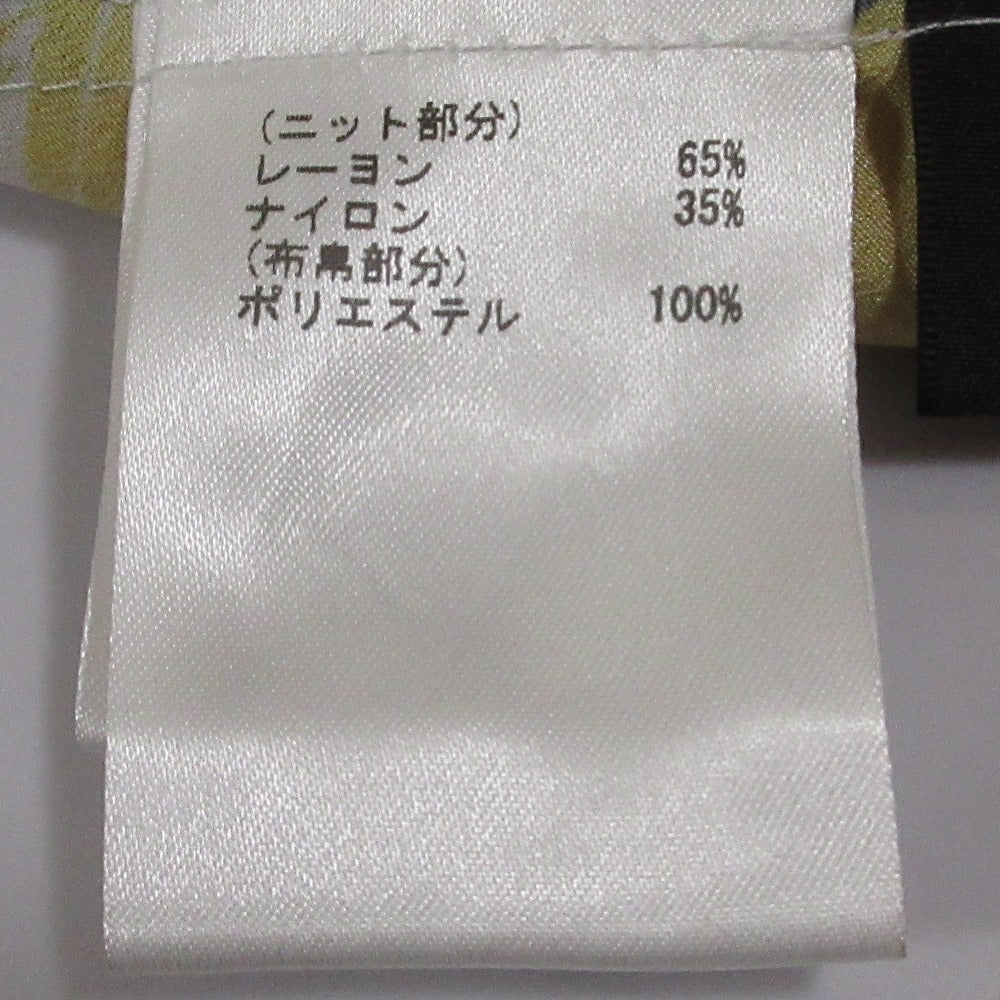 (ニット部分)
レーヨン 65%
ナイロン 35%
(布帛部分)
ポリエステル 100%